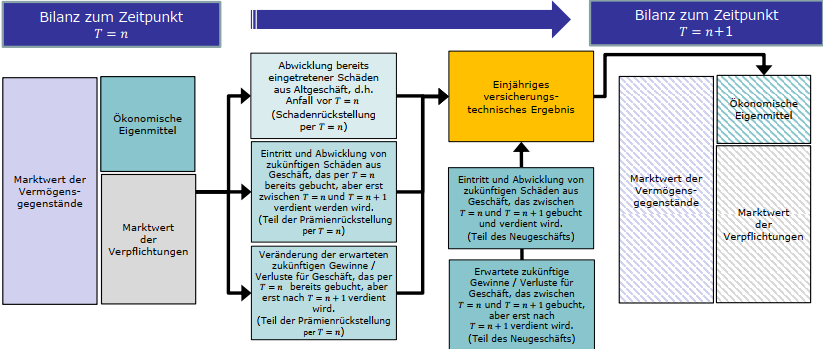 Bilanz zum Zeitpunkt
T = n
Bilanz zum Zeitpunkt
T = n+1
Marktwert der
Vermögens-
gegenstände
Ökonomische
Eigenmittel
Marktwert
der
Verpflichtungen
Abwicklung bereits
eingetretener Schäden
aus Altgeschäft, d.h.
Anfall vor T = n
(Schadenrückstellung
per T = n)
Eintritt und Abwicklung von
zukünftigen Schäden aus
Geschäft, das per T = n
bereits gebucht, aber erst
zwischen T = n und T = n + 1
verdient werden wird.
(Teil der Prämienrückstellung
per T = n)
Veränderung der erwarteten
zukünftigen Gewinne /
Verluste für Geschäft, das per
T = n bereits gebucht, aber
erst nach T = n + 1 verdient
wird.
(Teil der Prämienrückstellung
per T = n)
Einjähriges
versicherungs-
technisches Ergebnis
Eintritt und Abwicklung von
zukünftigen Schäden aus
Geschäft, das zwischen
T = n und T = n + 1 gebucht
und verdient wird.
(Teil des Neugeschäfts)
Erwartete zukünftige
Gewinne / Verluste für
Geschäft, das zwischen
T = n und T = n + 1 gebucht,
aber erst nach
T = n + 1 verdient wird.
(Teil des Neugeschäfts)
Marktwert der
Vermögens-
gegenstände
Ökonomische
Eigenmittel
Marktwert
der
Verpflichtungen